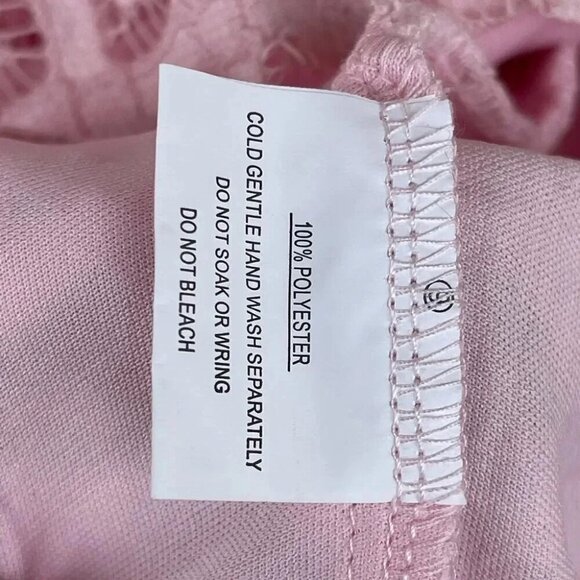 100% POLYESTER
COLD GENTLE HAND WASH SEPARATELY
DO NOT SOAK OR WRING
DO NOT BLEACH